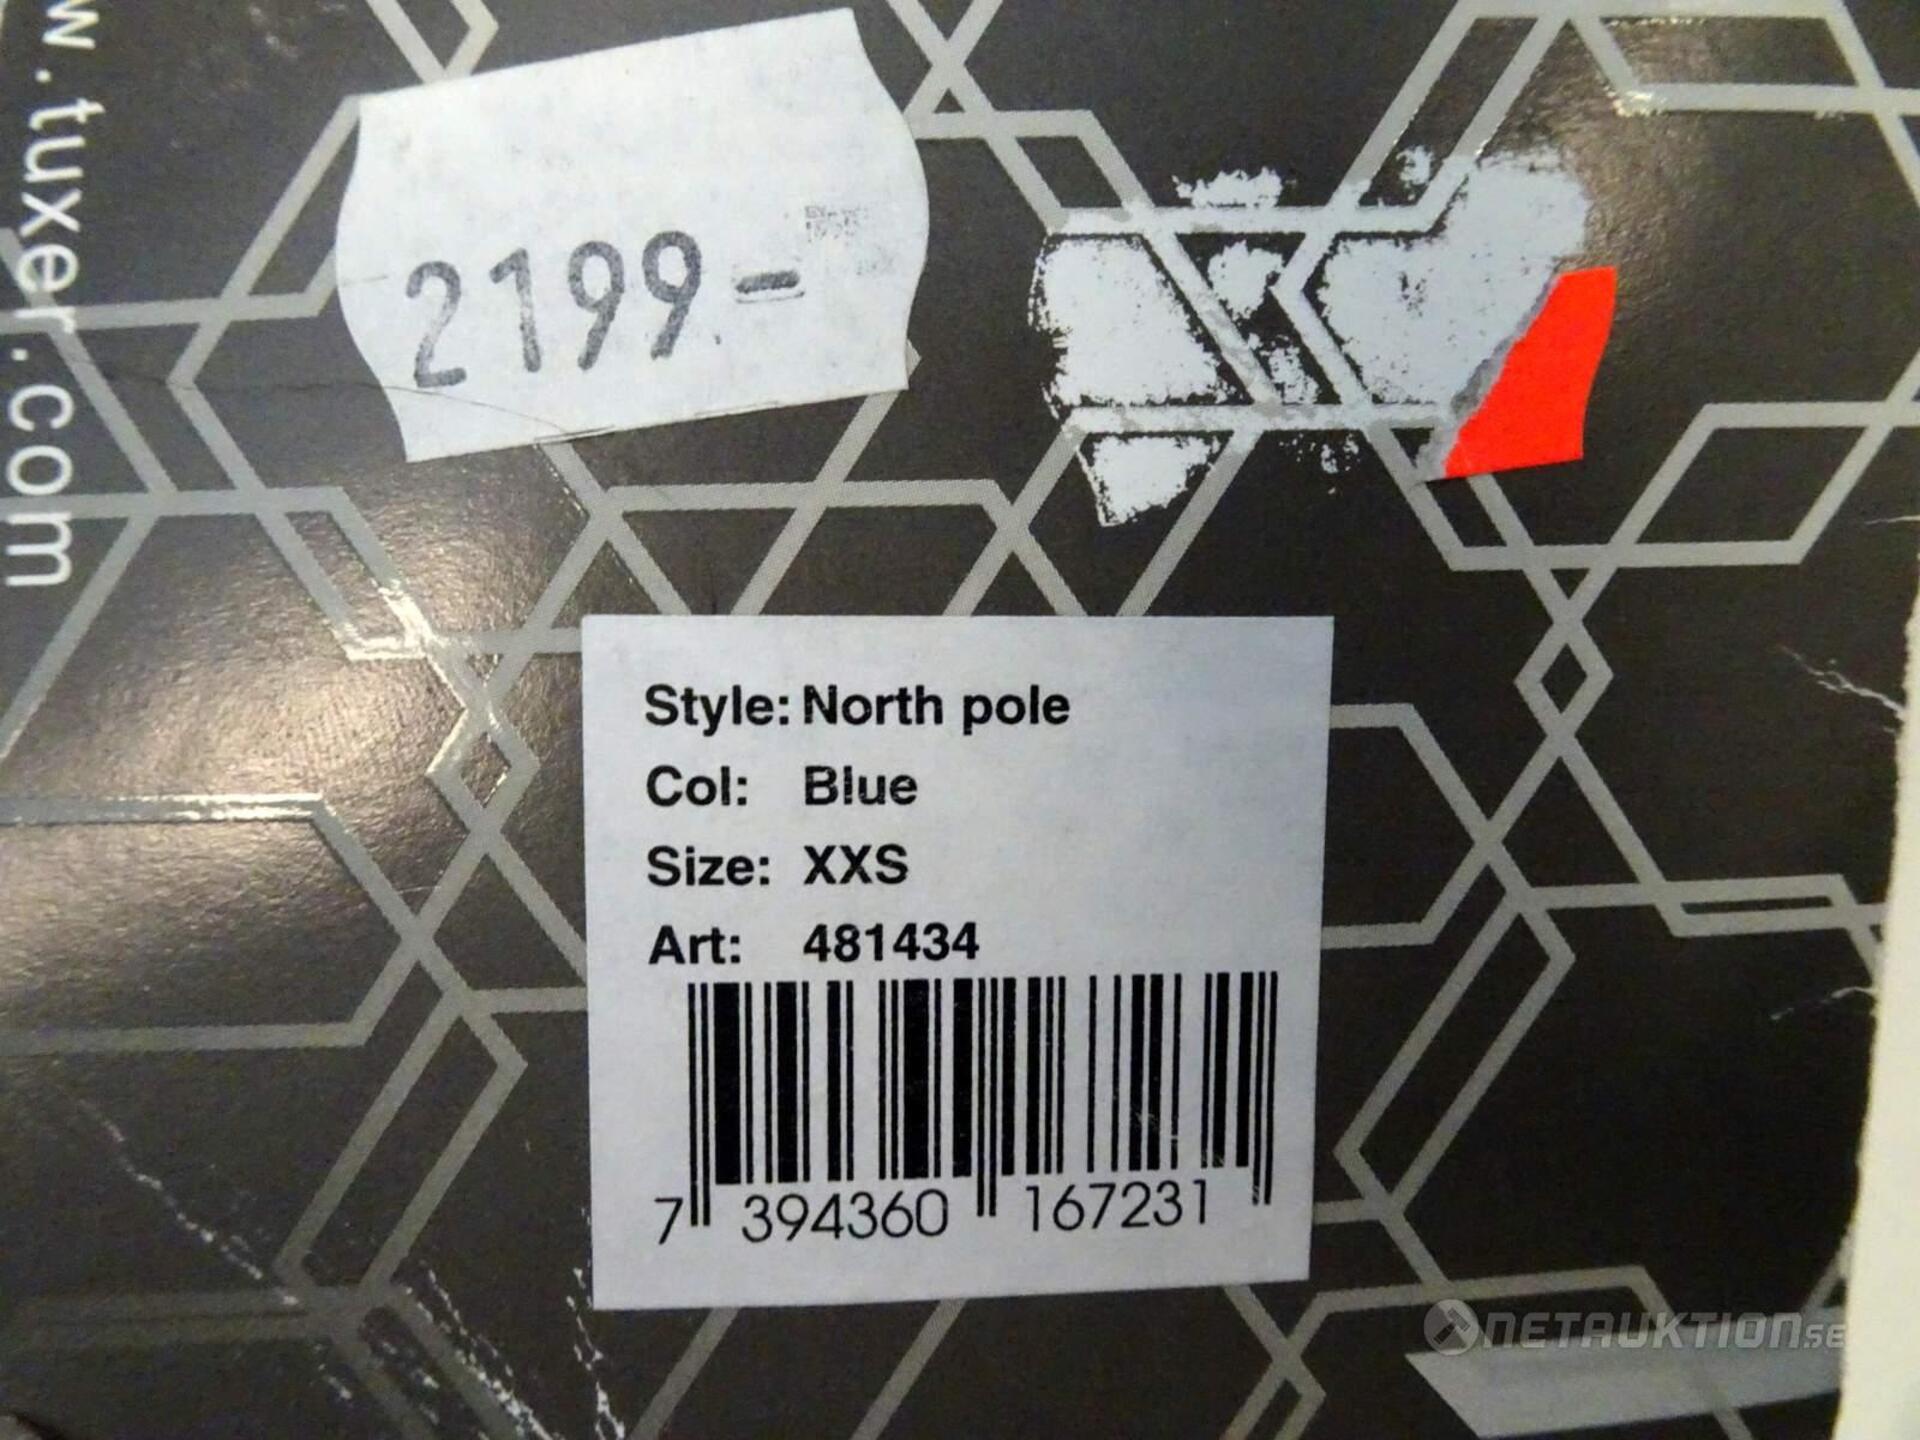 w.tuxer.com
2199.-
Style: North pole
Col: Blue
Size: XXS
Art: 481434
7 394360 167231
NETAUKTION.SE